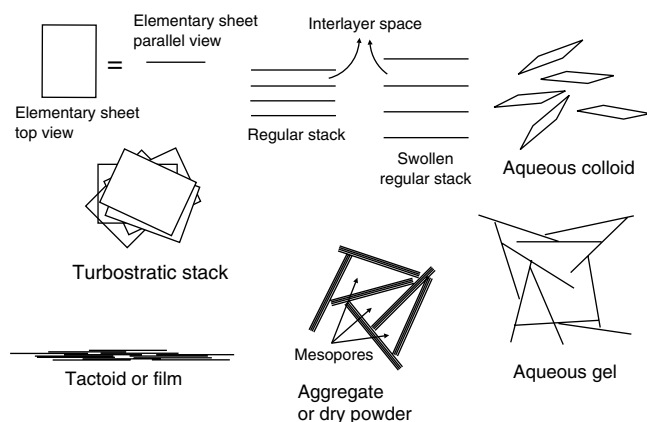 Elementary sheet
parallel view
=
Elementary sheet
top view
Interlayer space
Regular stack
Swollen
regular stack
Aqueous colloid
Turbostratic stack
Mesopores
Tactoid or film
Aggregate
or dry powder
Aqueous gel